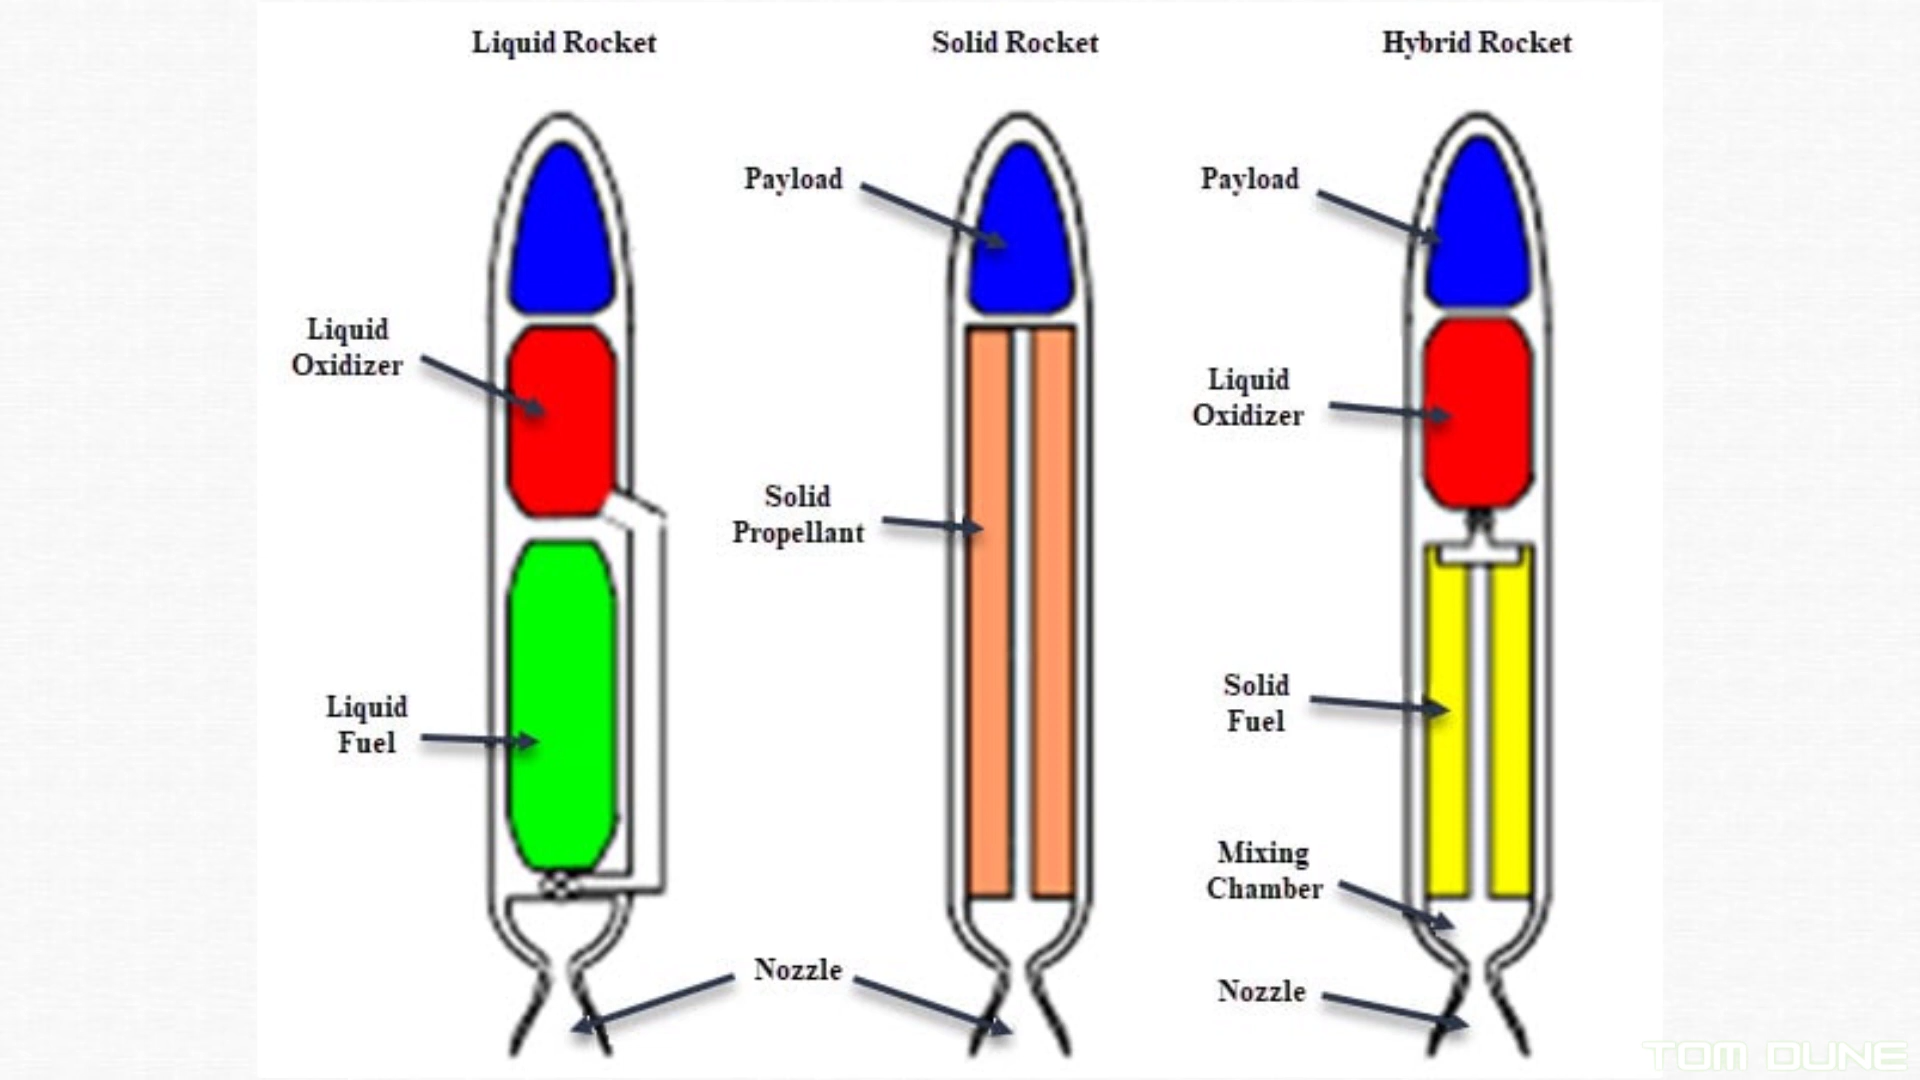 Liquid Rocket
Solid Rocket
Hybrid Rocket
Payload
Payload
Liquid
Oxidizer
Liquid
Oxidizer
Solid
Propellant
Liquid
Fuel
Solid
Fuel
Mixing
Chamber
Nozzle
Nozzle
TOM DUNE